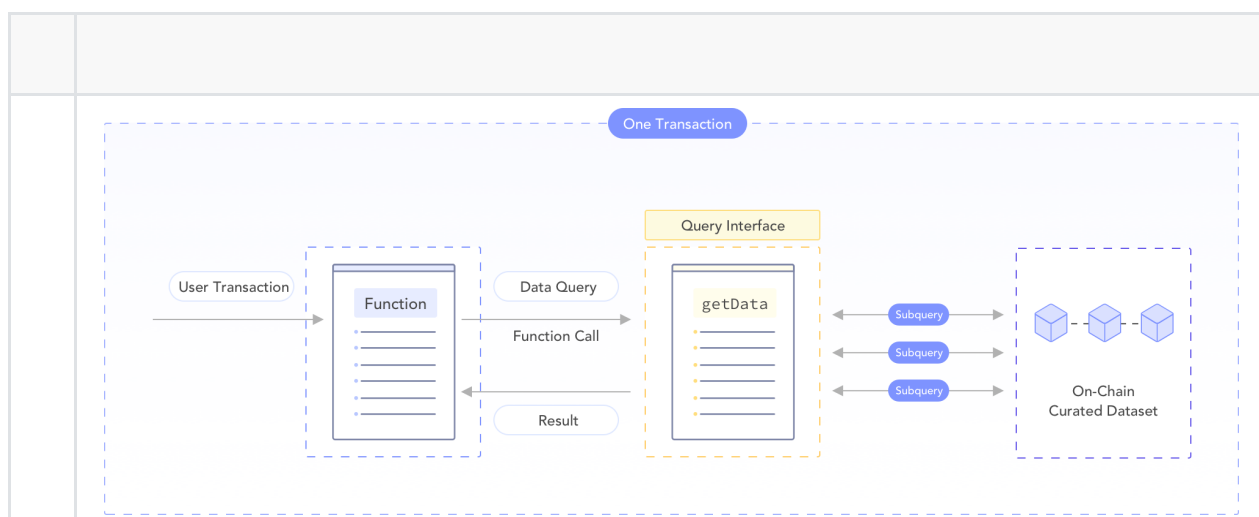 One Transaction
Query Interface
User Transaction
Function
Data Query
Function Call
Result
getData
Subquery
Subquery
Subquery
On-Chain
Curated Dataset